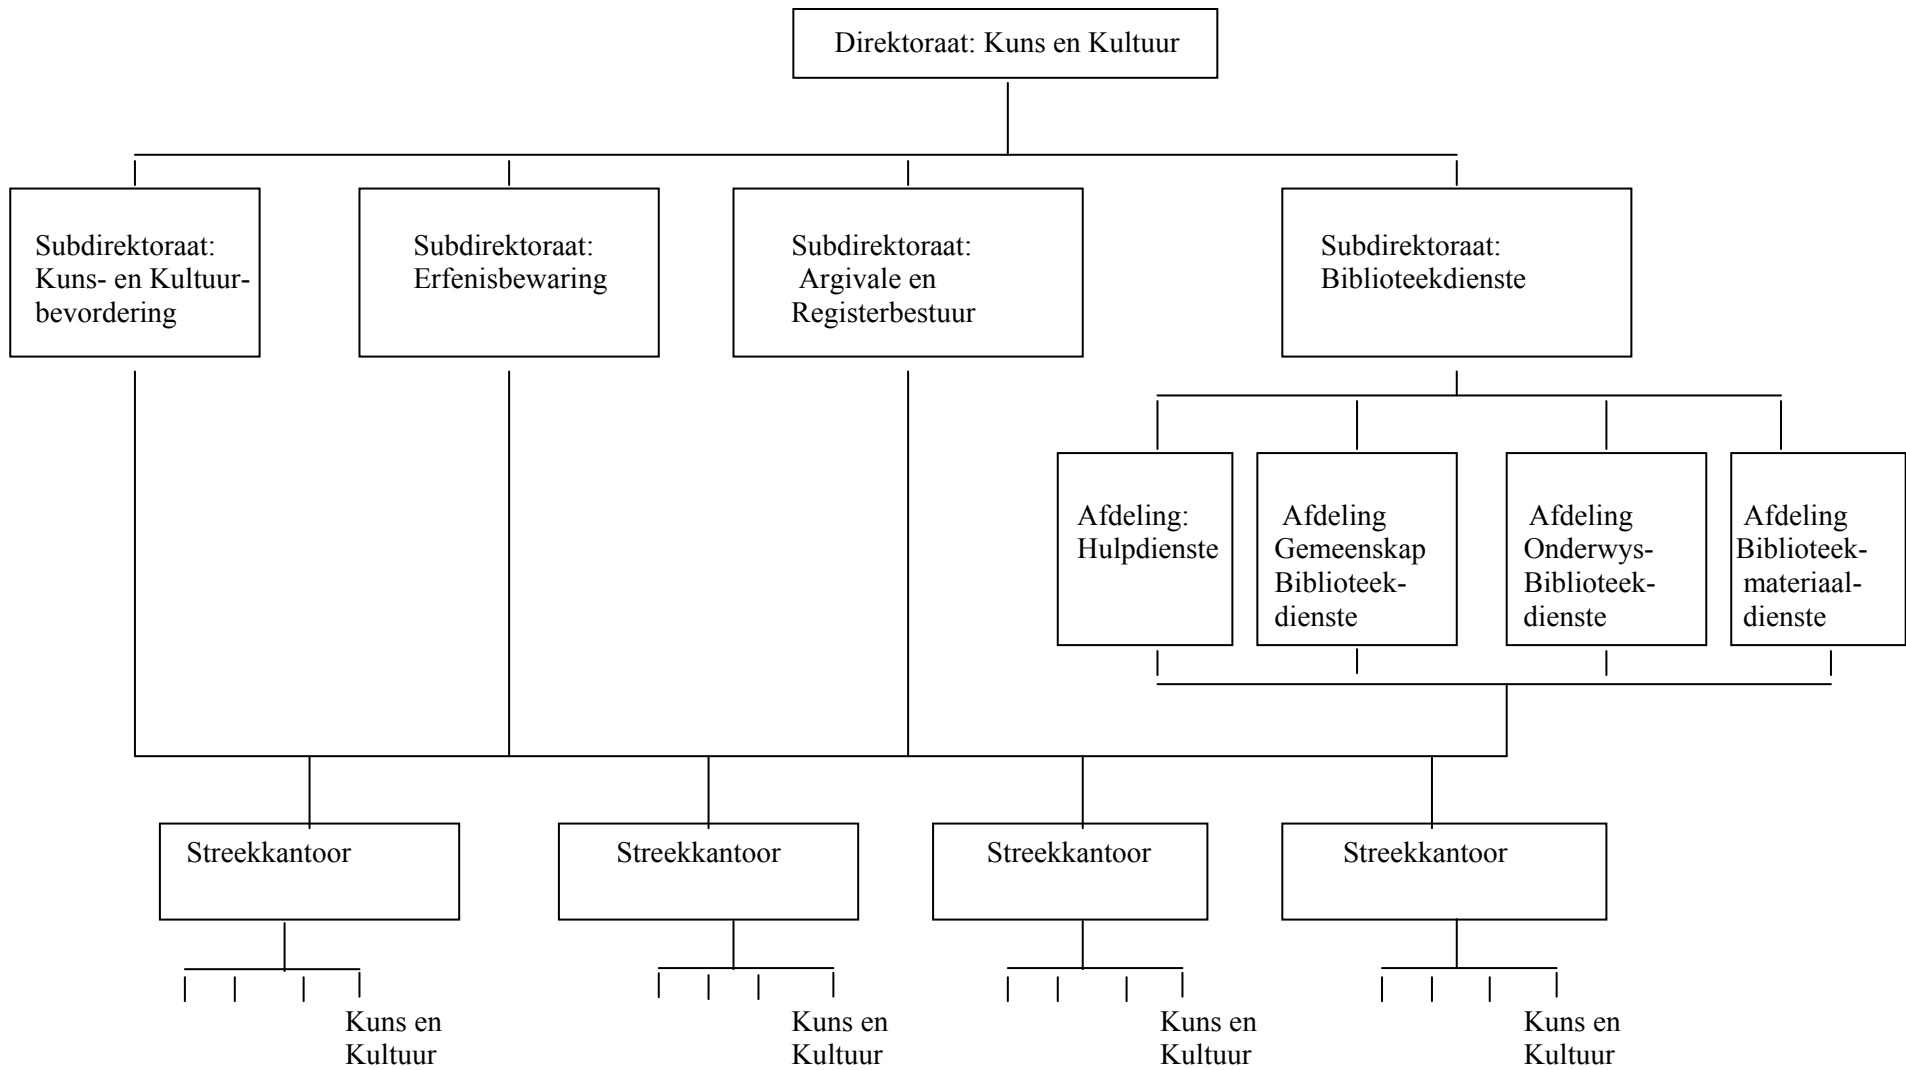 Direktoraat: Kuns en Kultuur
Subdirektoraat:
Kuns- en Kultuur-
bevordering
Subdirektoraat:
Erfenisbewaring
Subdirektoraat:
Argivale en
Registerbestuur
Subdirektoraat:
Biblioteekdienste
Afdeling:
Hulpdienste
Afdeling
Gemeenskap
Biblioteek-
dienste
Afdeling
Onderwys-
Biblioteek-
dienste
Afdeling
Biblioteek-
materiaal-
dienste
Streekkantoor
Streekkantoor
Streekkantoor
Streekkantoor
Kuns en
Kultuur
Kuns en
Kultuur
Kuns en
Kultuur
Kuns en
Kultuur